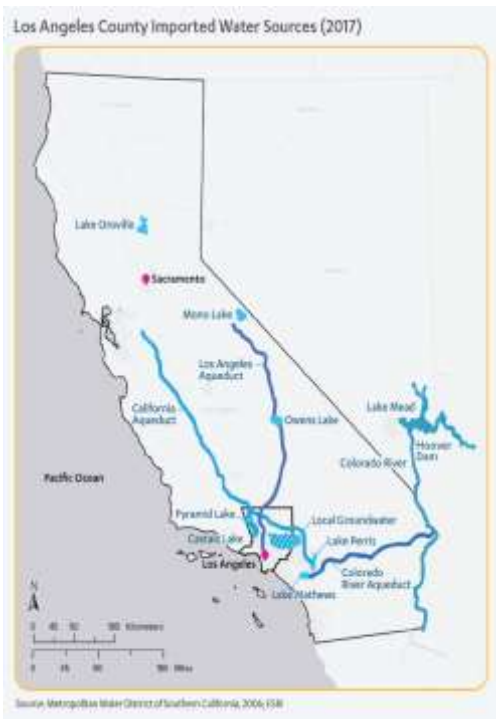 Los Angeles County Imported Water Sources (2017)
Lake Oroville
Sacramento
Mono Lake
Los Angeles
Aqueduct
California
Aqueduct
Owens Lake
Lake Mead
Hoover
Dam
Colorado River
Pacific Ocean
Pyramid Lake
Local Groundwater
Castaic Lake
Lake Perris
Los Angeles
Colorado
River Aqueduct
Lake Mathews
N
Kilometers
Miles
Source: Metropolitan Water District of Southern California, 2006; ESRI